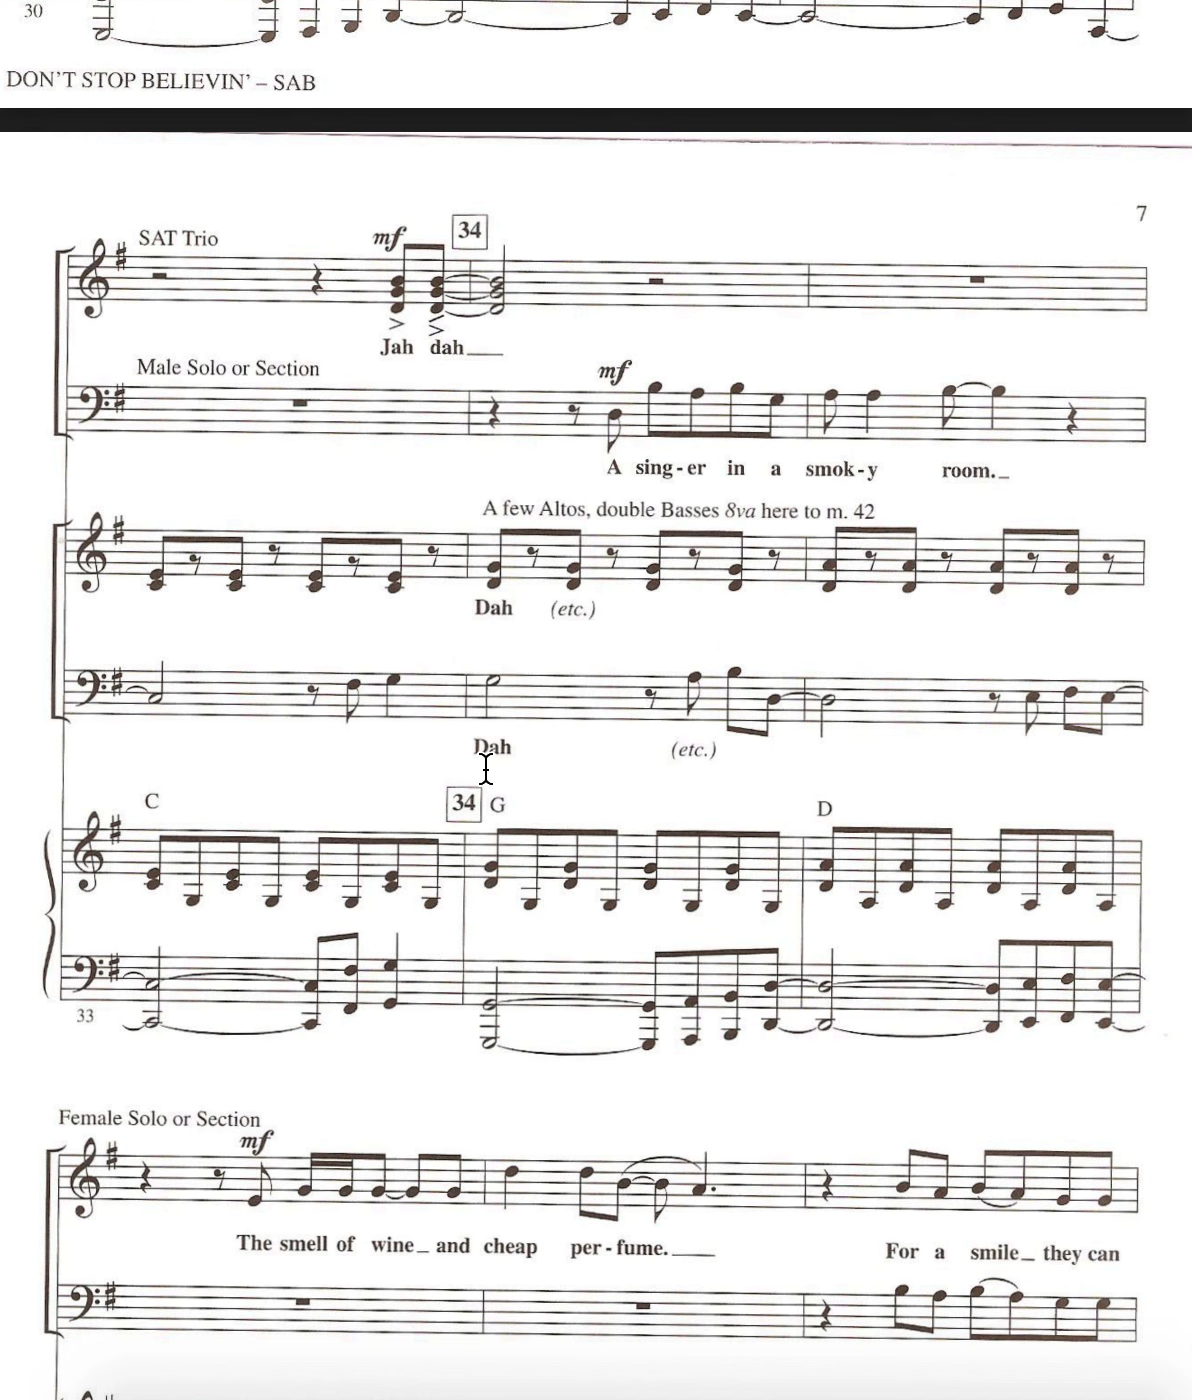 30
DON'T STOP BELIEVIN' – SAB
7
SAT Trio
mf
34
Jah dah
Male Solo or Section
mf
A sing - er in a smok - y room.
A few Altos, double Basses 8va here to m. 42
Dah (etc.)
Dah (etc.)
C 34 G D
33
Female Solo or Section
mf
The smell of wine and cheap per - fume. For a smile they can